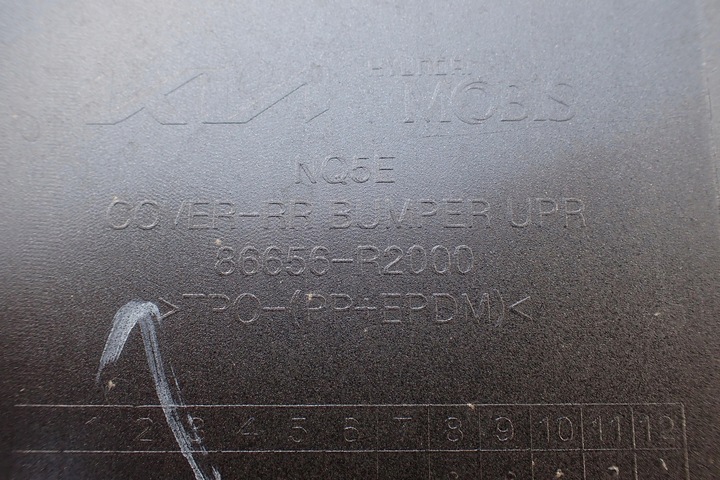 KIA HYUNDAI
MOBIS
NQ5E
COVER-RR BUMPER UPR
86656-R2000
>TPO-(PP+EPDM)<
1 2 3 4 5 6 7 8 9 10 11 12